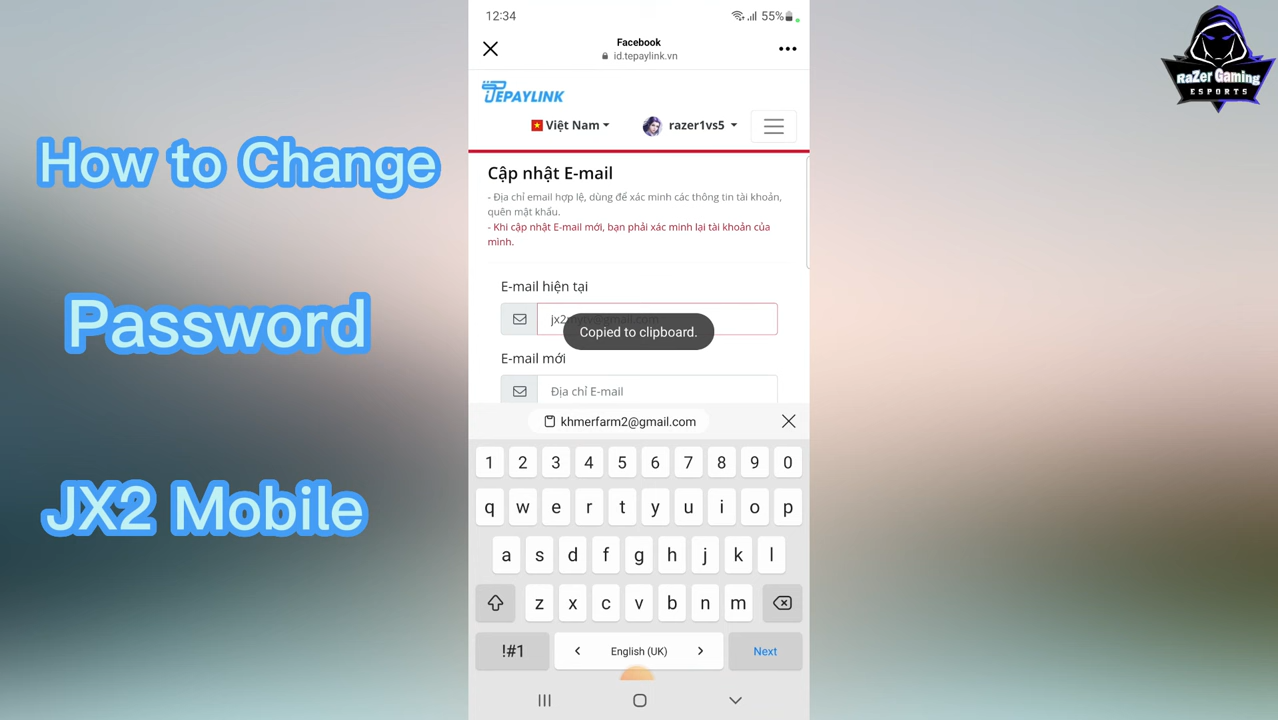 12:34
55%
Facebook
id.tepaylink.vn
TEPAYLINK
Việt Nam
razer1vs5
Cập nhật E-mail
- Địa chỉ email hợp lệ, dùng để xác minh các thông tin tài khoản,
quên mật khẩu.
- Khi cập nhật E-mail mới, bạn phải xác minh lại tài khoản của
mình.
E-mail hiện tại
Copied to clipboard.
E-mail mới
Địa chỉ E-mail
khmerfarm2@gmail.com
1 2 3 4 5 6 7 8 9 0
q w e r t y u i o p
a s d f g h j k l
z x c v b n m
!#1
English (UK)
Next
How to Change
Password
JX2 Mobile
RaZer Gaming
ESPORTS